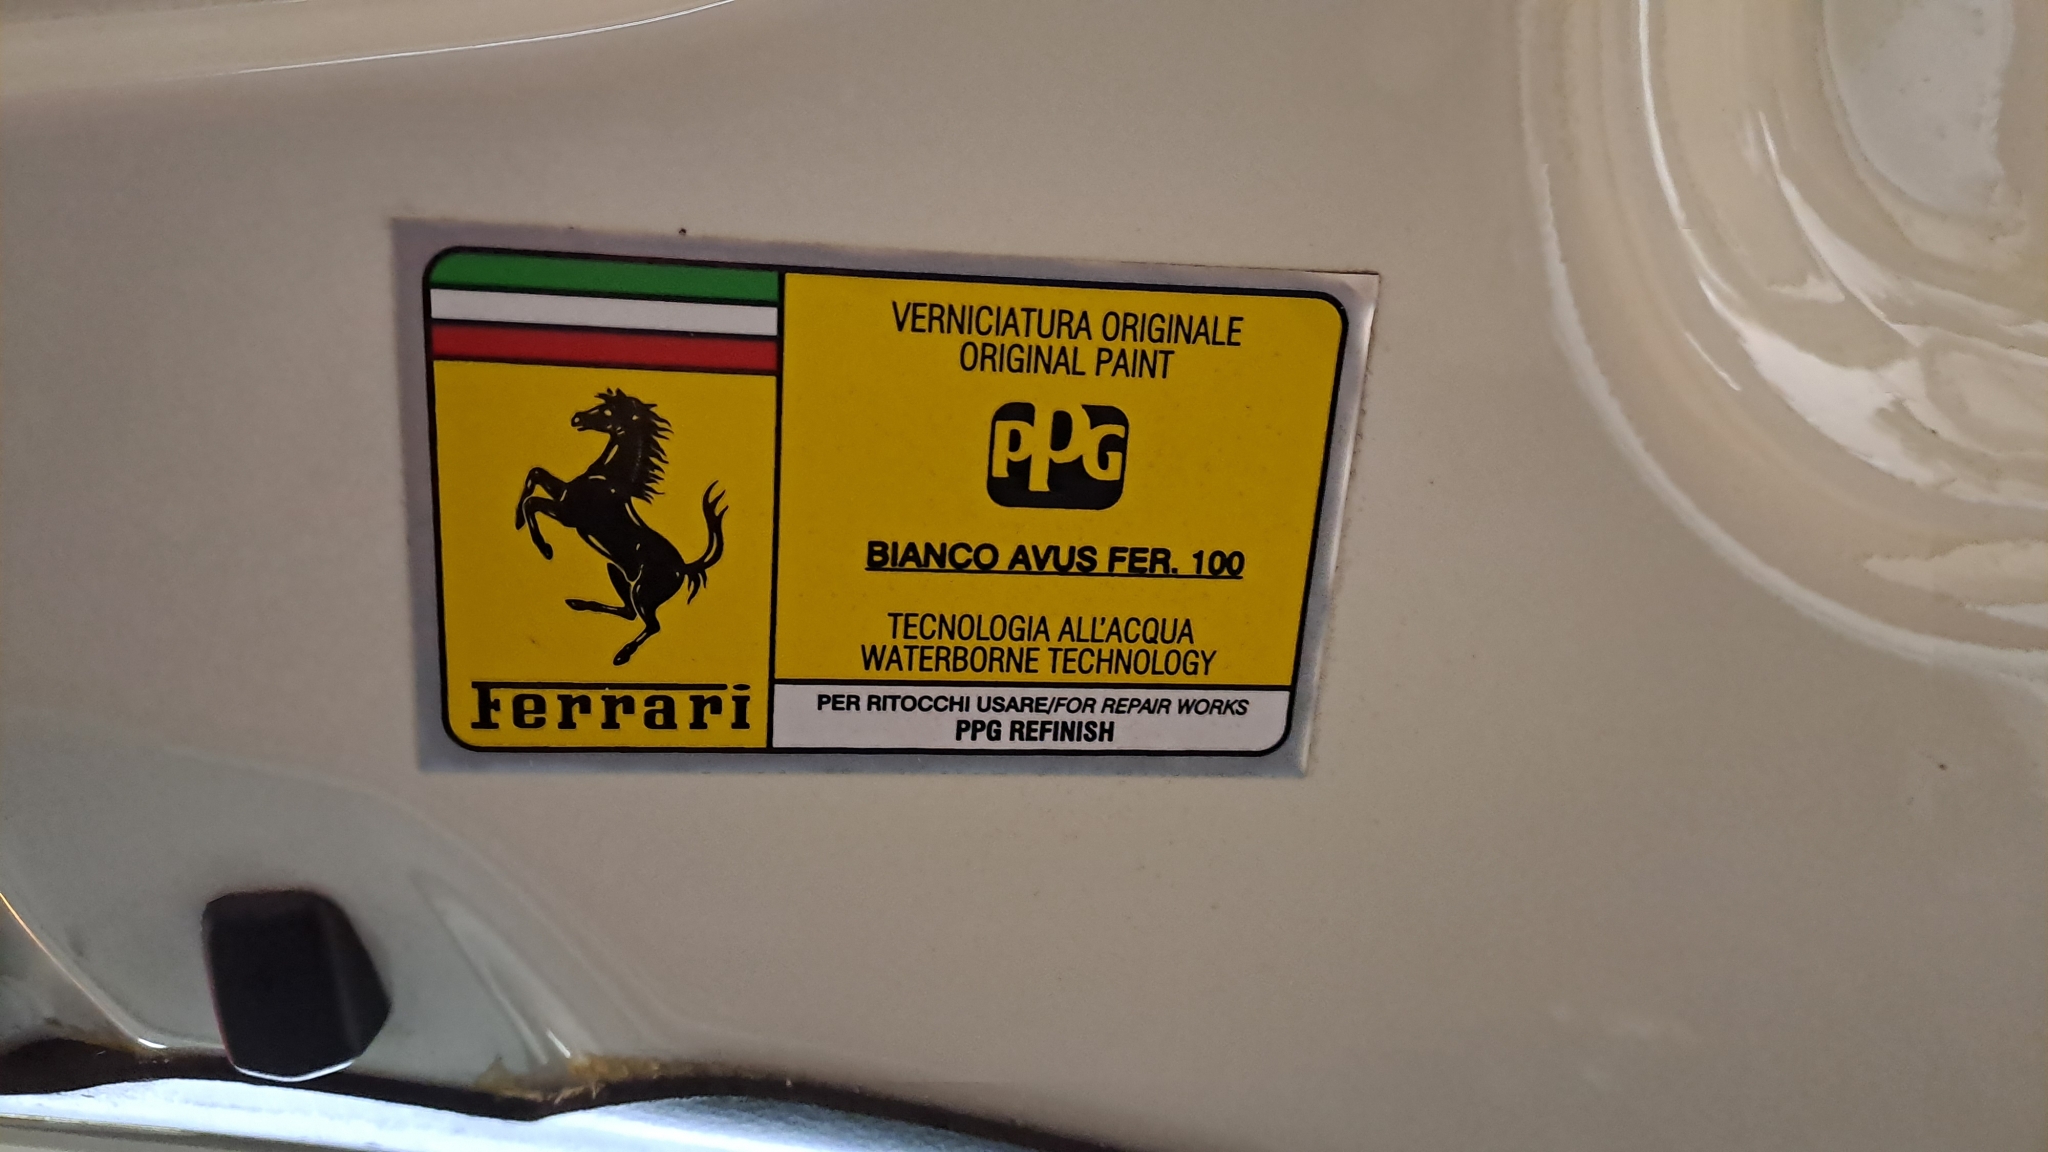 Ferrari
VERNICIATURA ORIGINALE
ORIGINAL PAINT
PPG
BIANCO AVUS FER. 100
TECNOLOGIA ALL'ACQUA
WATERBORNE TECHNOLOGY
PER RITOCCHI USARE/FOR REPAIR WORKS
PPG REFINISH